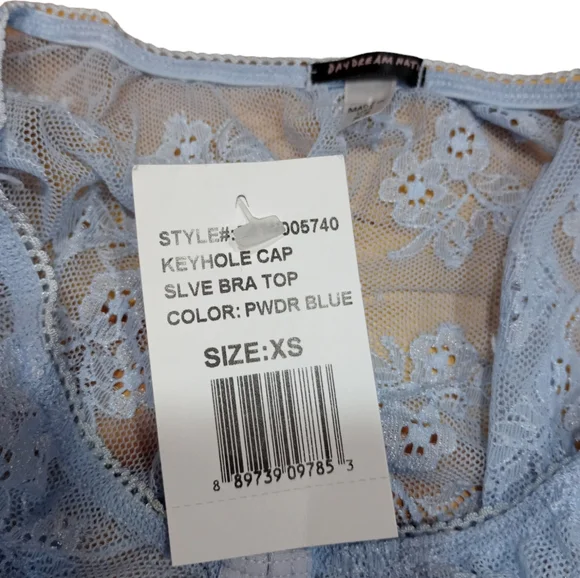 DAYDREAM
STYLE#: 005740
KEYHOLE CAP
SLVE BRA TOP
COLOR: PWDR BLUE
SIZE:XS
8 89739 09785 3